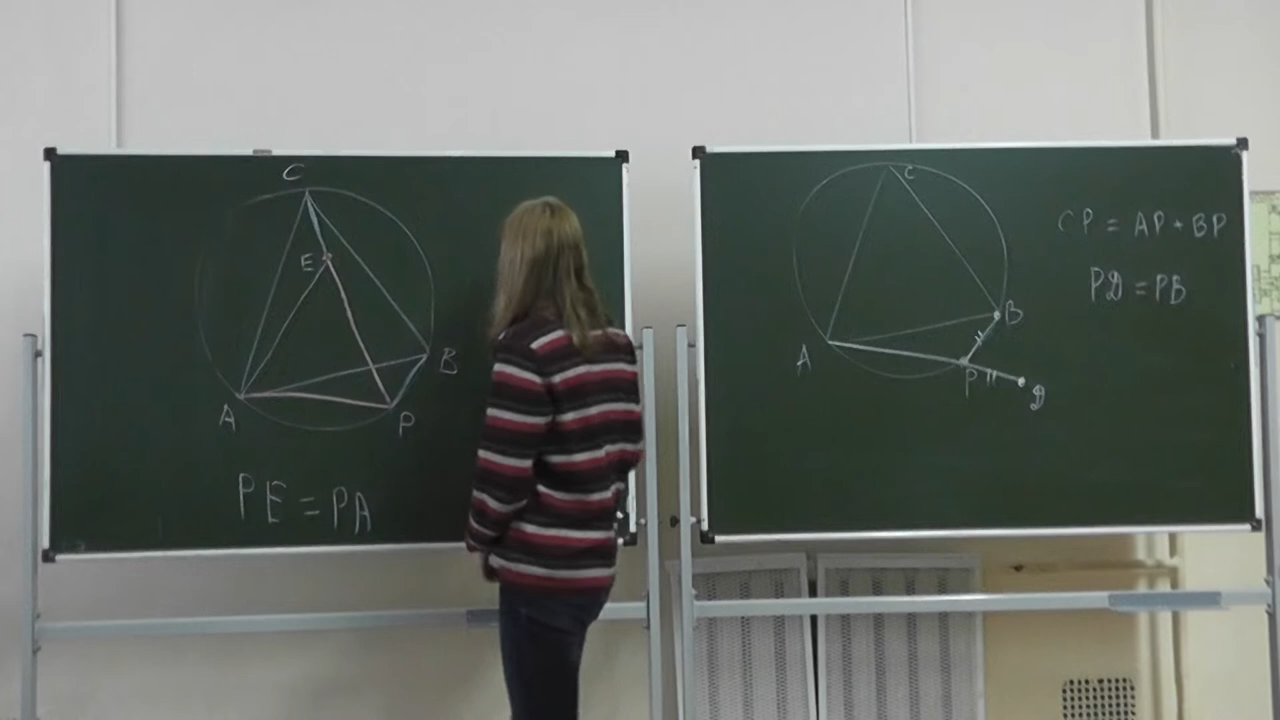 C
E
A
B
P
PE = PA
C
A
B
P
D
CP = AP + BP
PD = PB